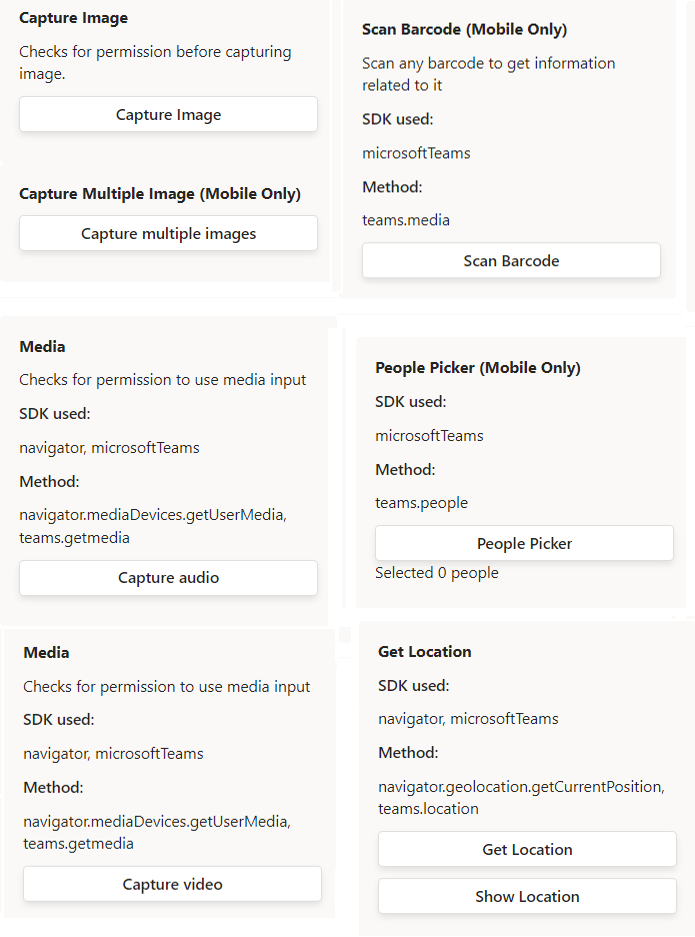 Capture Image
Checks for permission before capturing
image.
Capture Image
Capture Multiple Image (Mobile Only)
Capture multiple images
Scan Barcode (Mobile Only)
Scan any barcode to get information
related to it
SDK used:
microsoftTeams
Method:
teams.media
Scan Barcode
Media
Checks for permission to use media input
SDK used:
navigator, microsoftTeams
Method:
navigator.mediaDevices.getUserMedia,
teams.getmedia
Capture audio
People Picker (Mobile Only)
SDK used:
microsoftTeams
Method:
teams.people
People Picker
Selected 0 people
Media
Checks for permission to use media input
SDK used:
navigator, microsoftTeams
Method:
navigator.mediaDevices.getUserMedia,
teams.getmedia
Capture video
Get Location
SDK used:
navigator, microsoftTeams
Method:
navigator.geolocation.getCurrentPosition,
teams.location
Get Location
Show Location